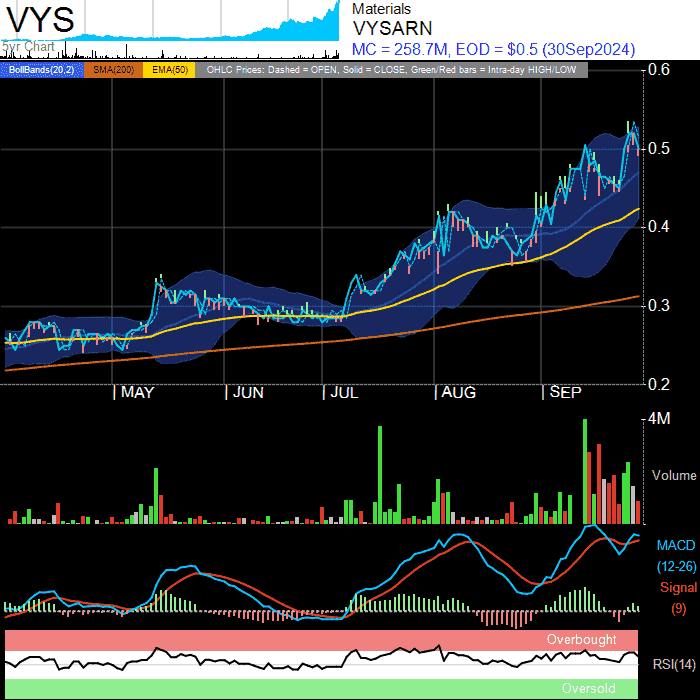 VYS
Materials
VYSARN
MC = 258.7M, EOD = $0.5 (30Sep2024)
5yr Chart
BollBands(20,2) SMA(200) EMA(50) OHLC Prices: Dashed = OPEN, Solid = CLOSE, Green/Red bars = Intra-day HIGH/LOW
0.6
0.5
0.4
0.3
0.2
MAY JUN JUL AUG SEP
4M
Volume
MACD
(12-26)
Signal
(9)
Overbought
RSI(14)
Oversold